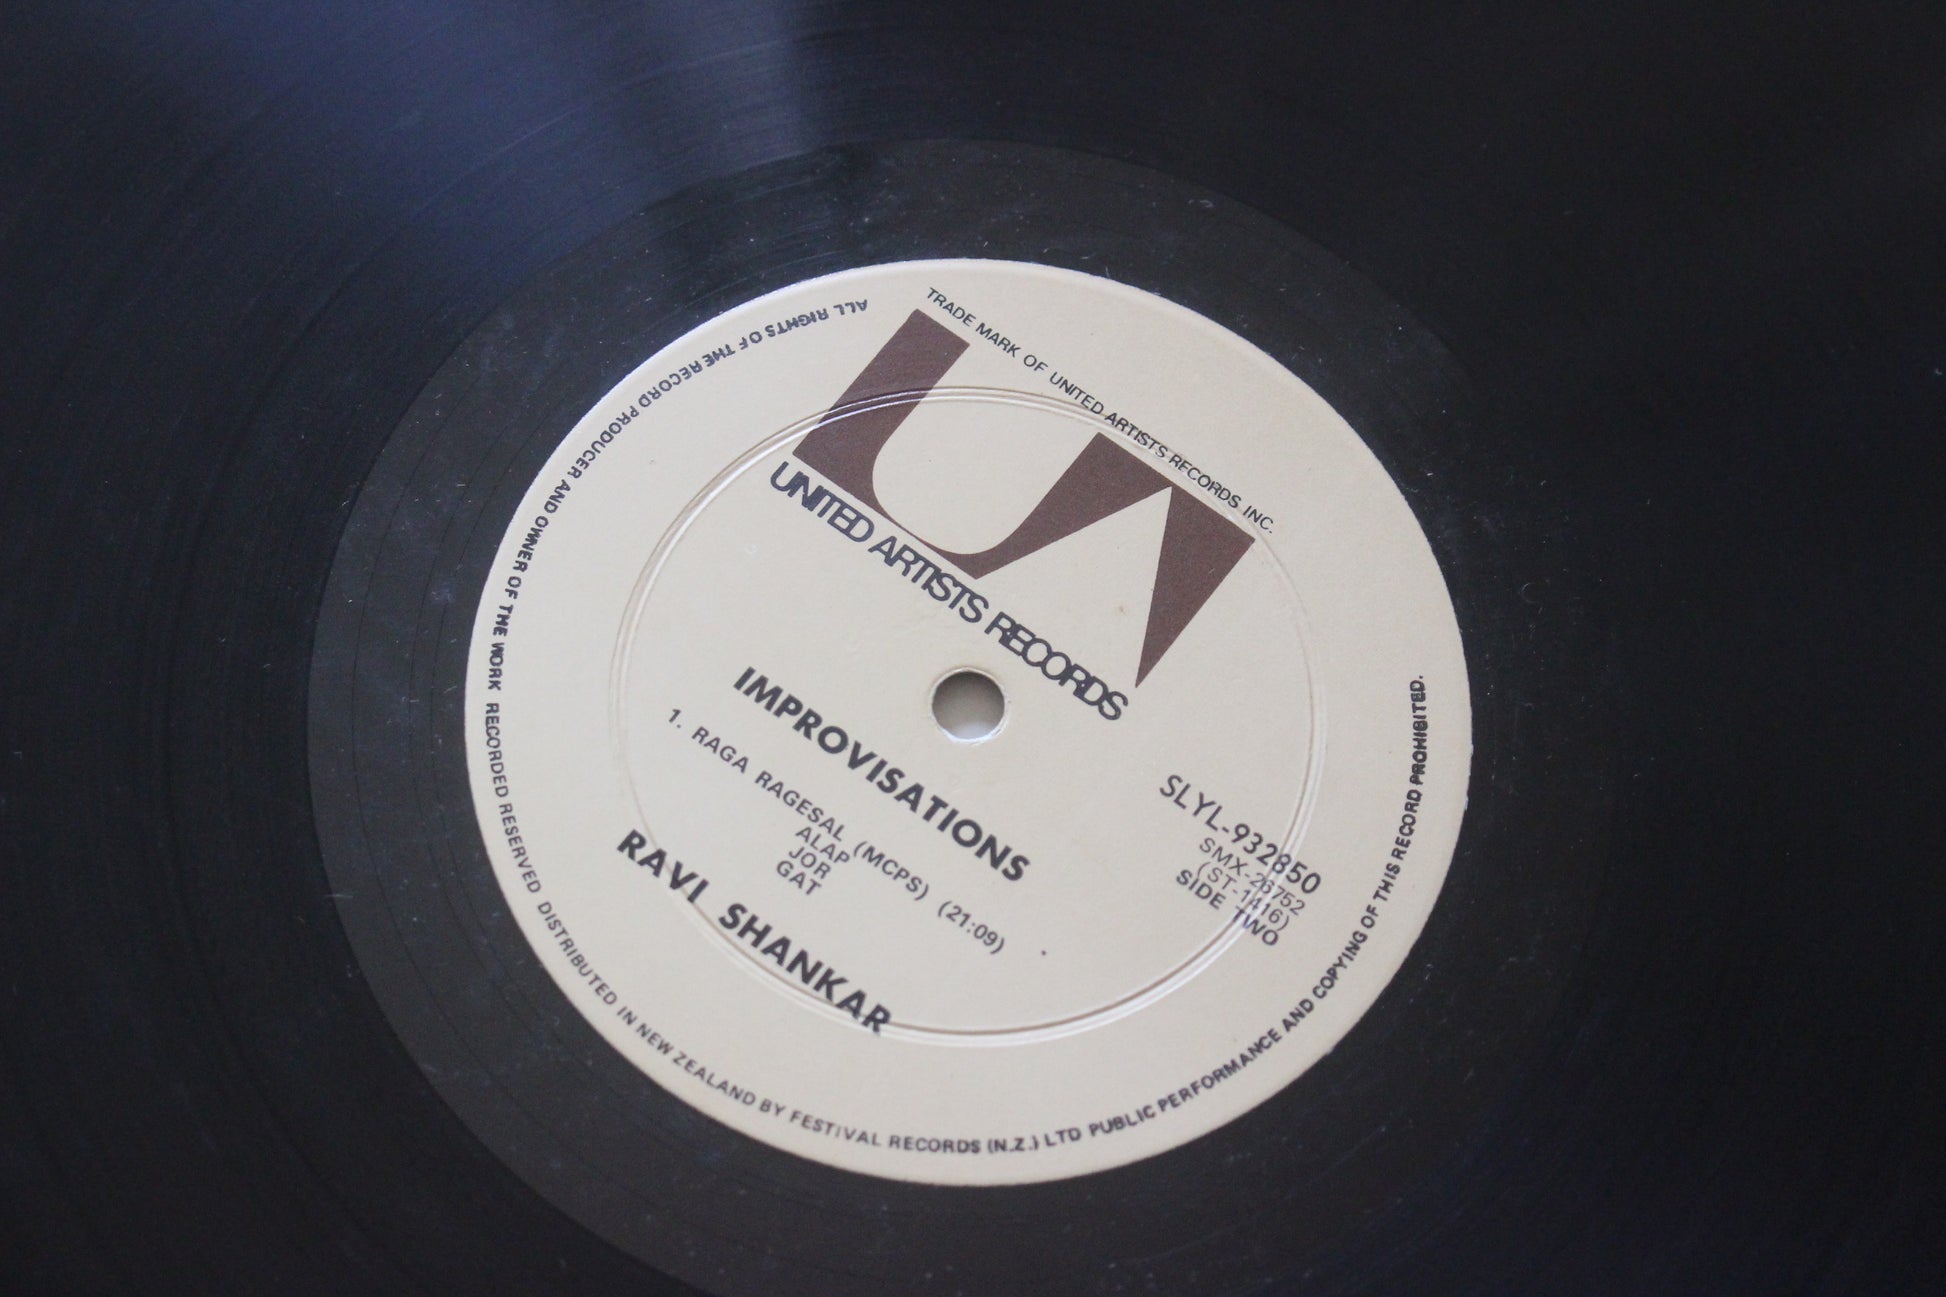 TRADE MARK OF UNITED ARTISTS RECORDS, INC.
UA
UNITED ARTISTS RECORDS
SLYL-932850
SMX-26752
(ST-1416)
SIDE TWO
IMPROVISATIONS
1. RAGA RAGESAL (MCPS) (21:09)
ALAP
JOR
GAT
RAVI SHANKAR
ALL RIGHTS OF THE RECORD PRODUCER AND OWNER OF THE WORK RECORDED RESERVED DISTRIBUTED IN NEW ZEALAND BY FESTIVAL RECORDS (N.Z.) LTD PUBLIC PERFORMANCE AND COPYING OF THIS RECORD PROHIBITED.